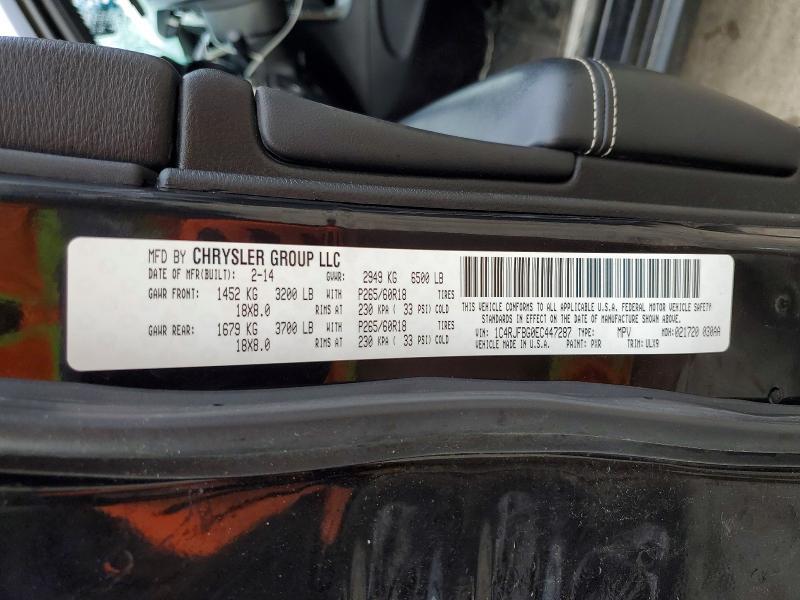 MFD BY CHRYSLER GROUP LLC
DATE OF MFR(BUILT): 2-14 GVWR: 2949 KG 6500 LB
GAWR FRONT: 1452 KG 3200 LB WITH P265/60R18 TIRES
18X8.0 RIMS AT 230 KPA ( 33 PSI) COLD
GAWR REAR: 1679 KG 3700 LB WITH P265/60R18 TIRES
18X8.0 RIMS AT 230 KPA ( 33 PSI) COLD
THIS VEHICLE CONFORMS TO ALL APPLICABLE U.S.A. FEDERAL MOTOR VEHICLE SAFETY
STANDARDS IN EFFECT ON THE DATE OF MANUFACTURE SHOWN ABOVE.
VIN: 1C4RJFBG0EC447287 TYPE: MPV MDH: 021720 030AA
VEHICLE MADE IN U.S.A. PAINT: PXR TRIM: ULX9